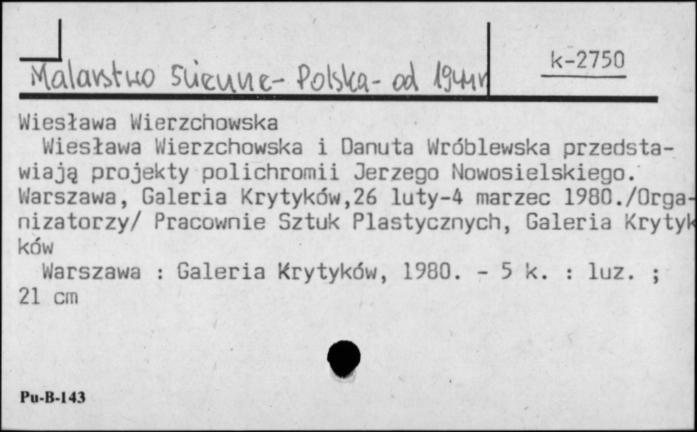 k-2750
Malarstwo ścienne - Polska - od 1944r
Wiesława Wierzchowska
Wiesława Wierzchowska i Danuta Wróblewska przedsta-
wiają projekty polichromii Jerzego Nowosielskiego.
Warszawa, Galeria Krytyków,26 luty-4 marzec 1980./Orga-
nizatorzy/ Pracownie Sztuk Plastycznych, Galeria Krytyk
ków
Warszawa : Galeria Krytyków, 1980. - 5 k. : luz. ;
21 cm
Pu-B-143